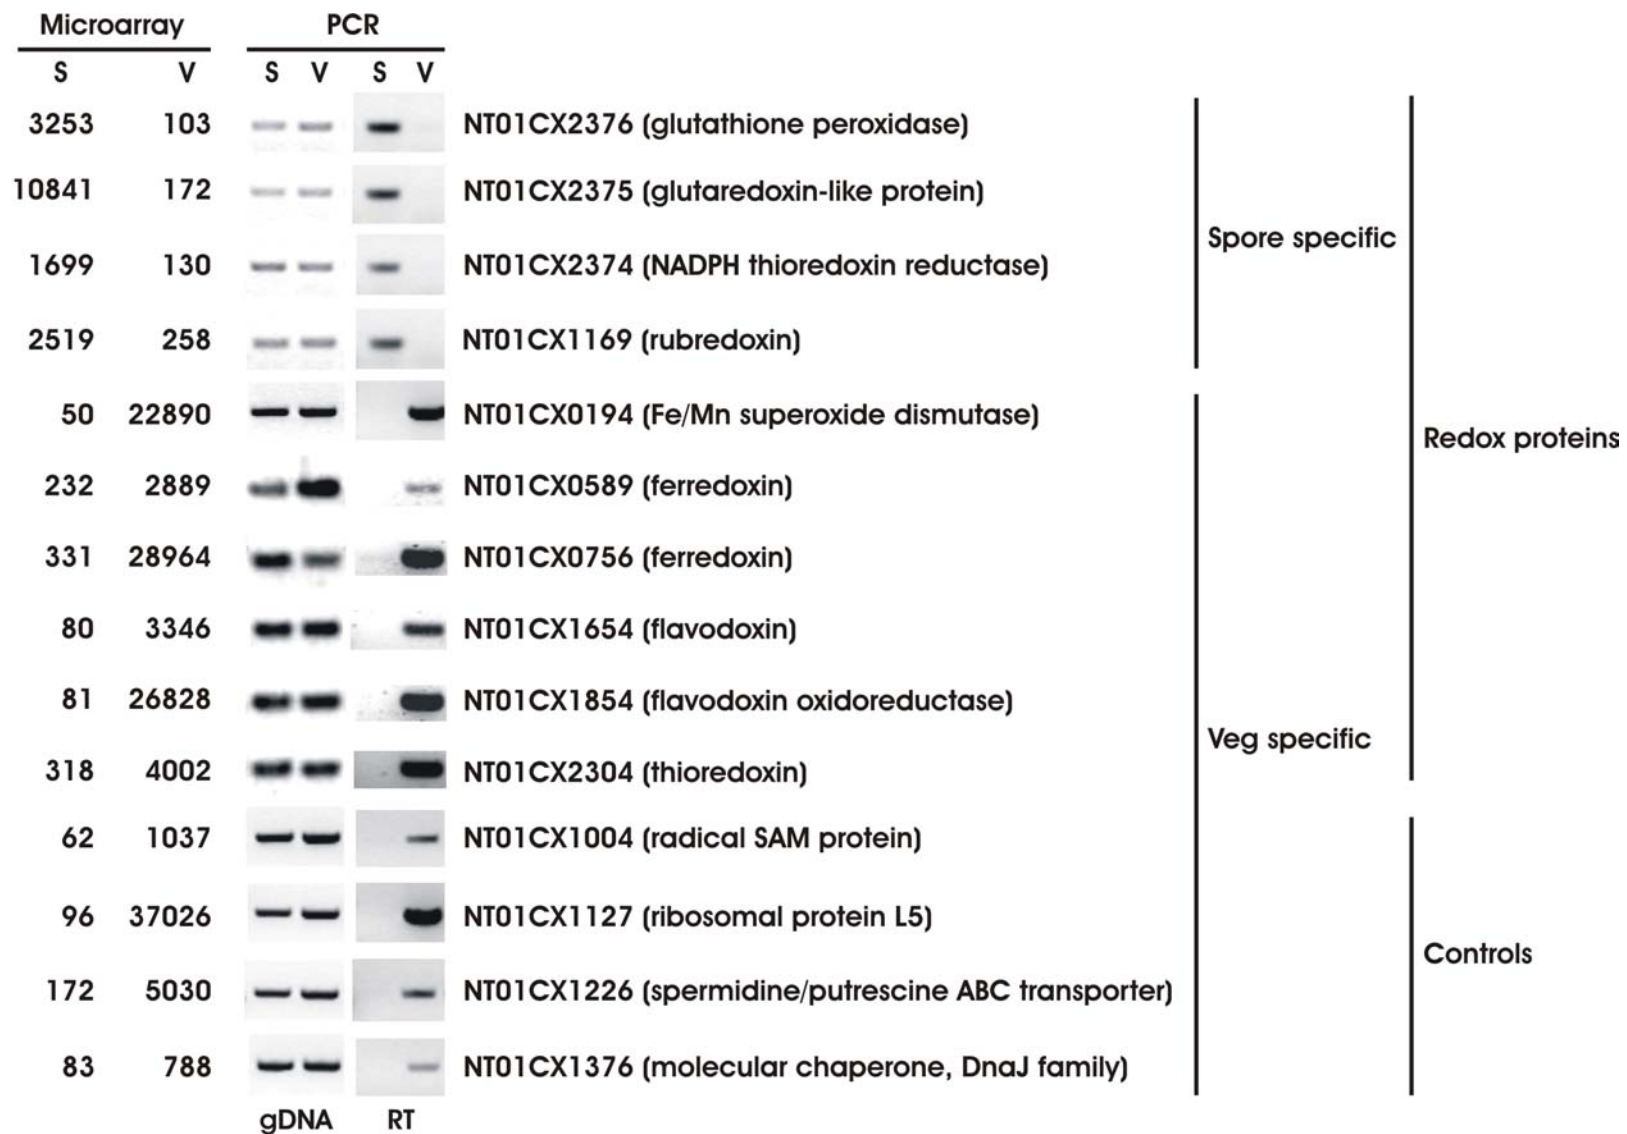 Microarray PCR
S V S V S V
3253 103 NT01CX2376 (glutathione peroxidase)
10841 172 NT01CX2375 (glutaredoxin-like protein)
1699 130 NT01CX2374 (NADPH thioredoxin reductase)
Spore specific
2519 258 NT01CX1169 (rubredoxin)
50 22890 NT01CX0194 (Fe/Mn superoxide dismutase)
Redox proteins
232 2889 NT01CX0589 (ferredoxin)
331 28964 NT01CX0756 (ferredoxin)
80 3346 NT01CX1654 (flavodoxin)
81 26828 NT01CX1854 (flavodoxin oxidoreductase)
Veg specific
318 4002 NT01CX2304 (thioredoxin)
62 1037 NT01CX1004 (radical SAM protein)
96 37026 NT01CX1127 (ribosomal protein L5)
Controls
172 5030 NT01CX1226 (spermidine/putrescine ABC transporter)
83 788 NT01CX1376 (molecular chaperone, DnaJ family)
gDNA RT